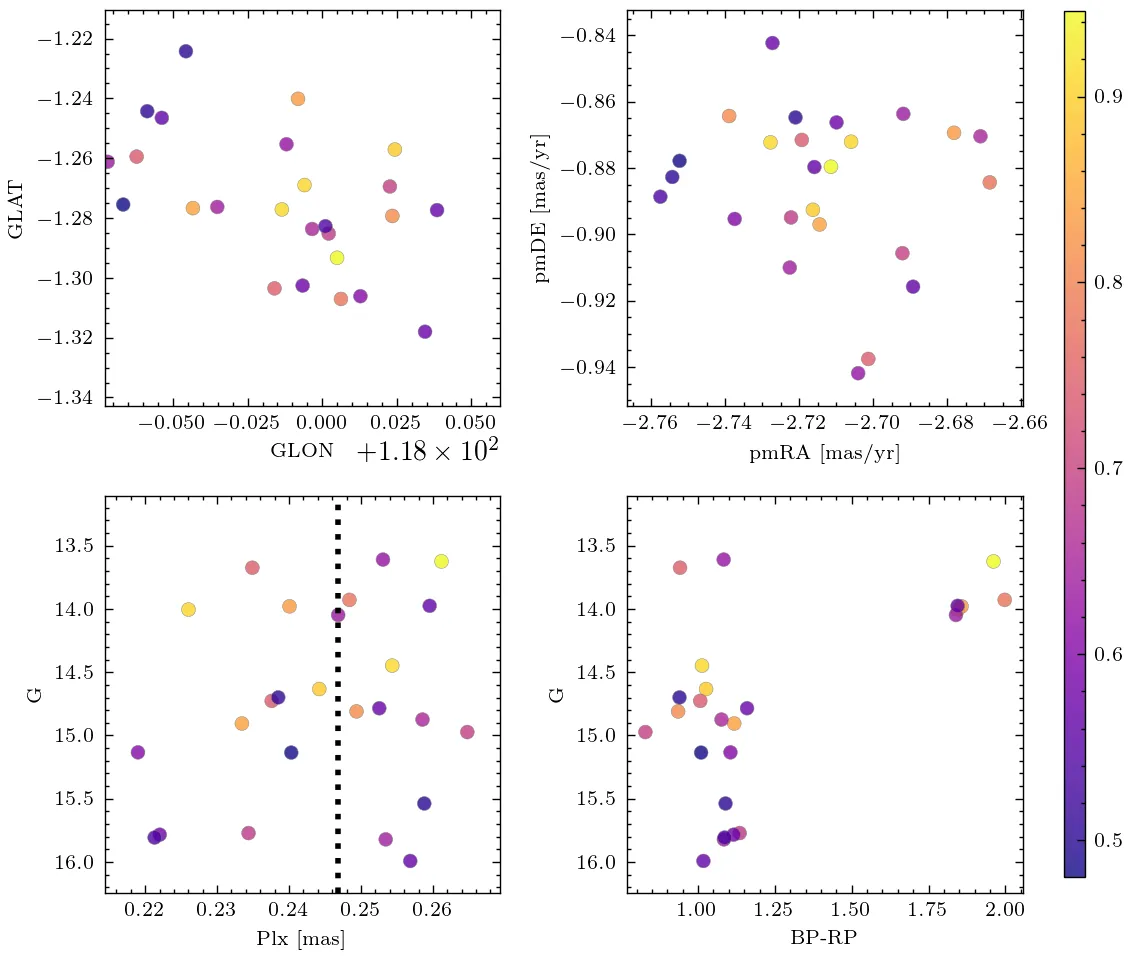 −1.22
−1.24
−1.26
−1.28
−1.30
−1.32
−1.34
GLAT
−0.050 −0.025 0.000 0.025 0.050
GLON +1.18 × 10²
−0.84
−0.86
−0.88
−0.90
−0.92
−0.94
pmDE [mas/yr]
−2.76 −2.74 −2.72 −2.70 −2.68 −2.66
pmRA [mas/yr]
13.5
14.0
14.5
15.0
15.5
16.0
G
0.22 0.23 0.24 0.25 0.26
Plx [mas]
13.5
14.0
14.5
15.0
15.5
16.0
G
1.00 1.25 1.50 1.75 2.00
BP-RP
0.9
0.8
0.7
0.6
0.5